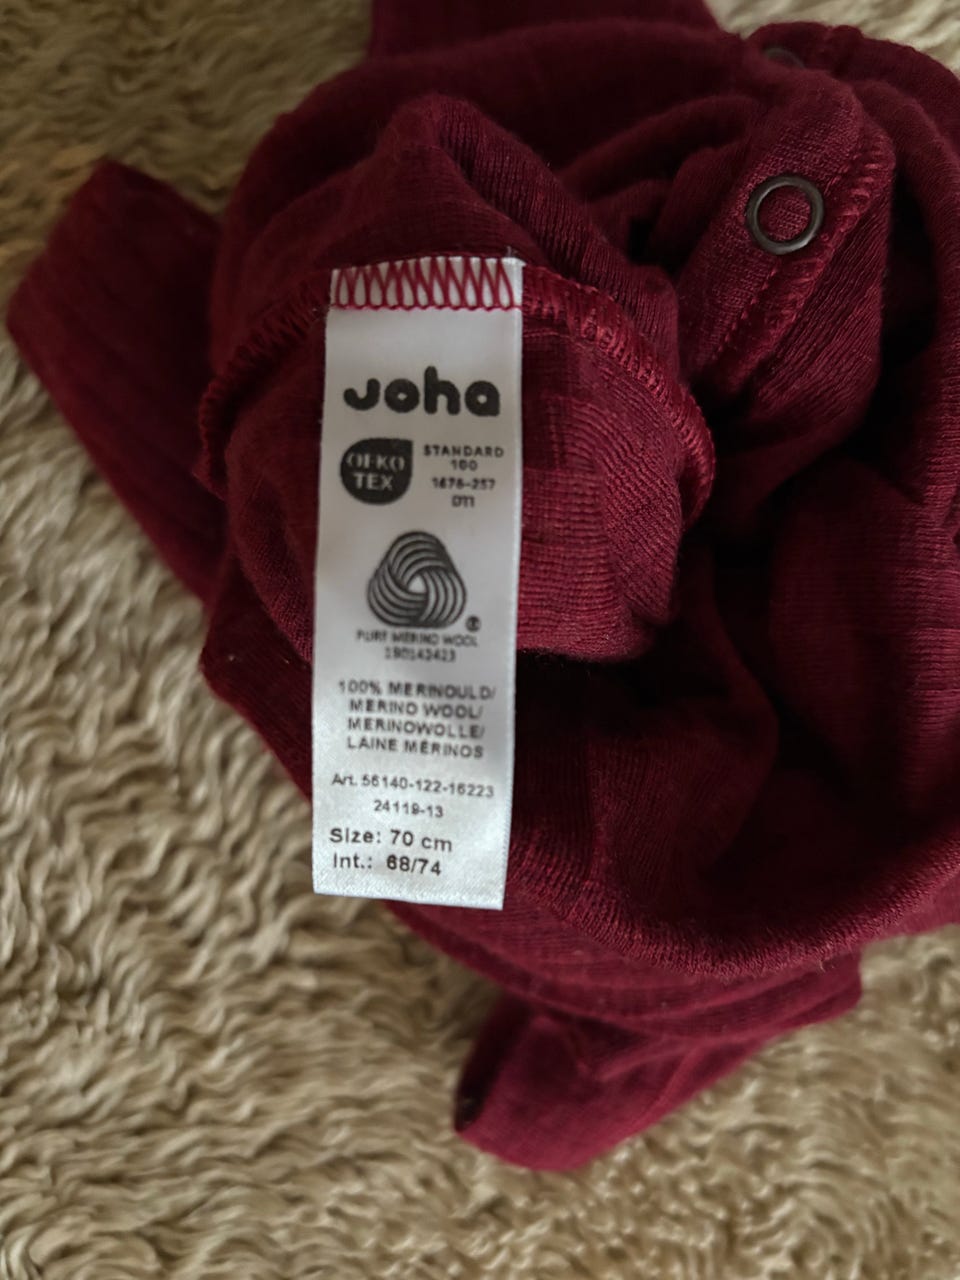 Joha
OEKO
TEX
STANDARD
100
1676-257
DTI
®
PURE MERINO WOOL
190143423
100% MERINOULD/
MERINO WOOL/
MERINOWOLLE/
LAINE MÉRINOS
Art. 56140-122-16223
24119-13
Size: 70 cm
Int.: 68/74